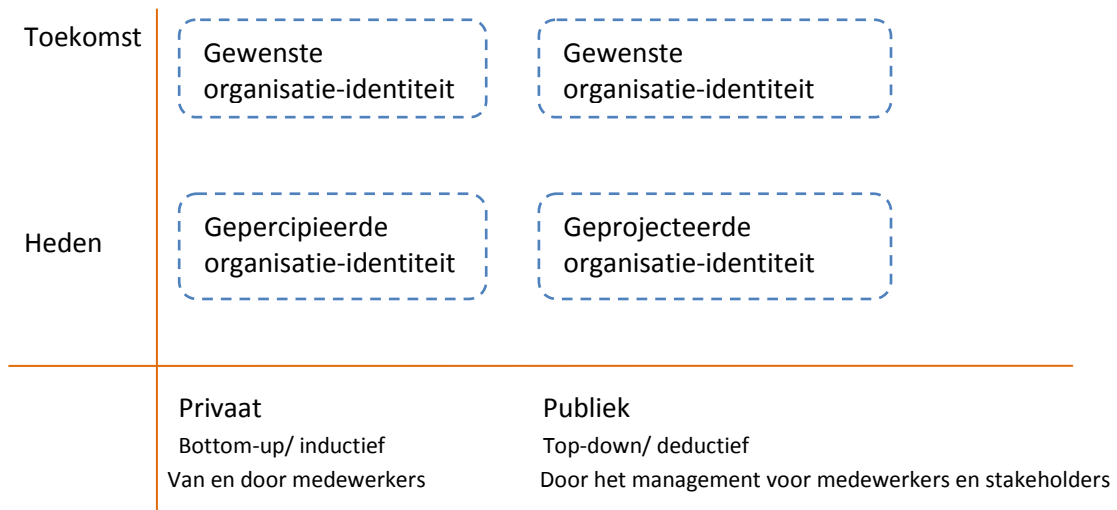 Toekomst
Gewenste
organisatie-identiteit
Gewenste
organisatie-identiteit
Heden
Gepercipieerde
organisatie-identiteit
Geprojecteerde
organisatie-identiteit
Privaat
Bottom-up/ inductief
Van en door medewerkers
Publiek
Top-down/ deductief
Door het management voor medewerkers en stakeholders